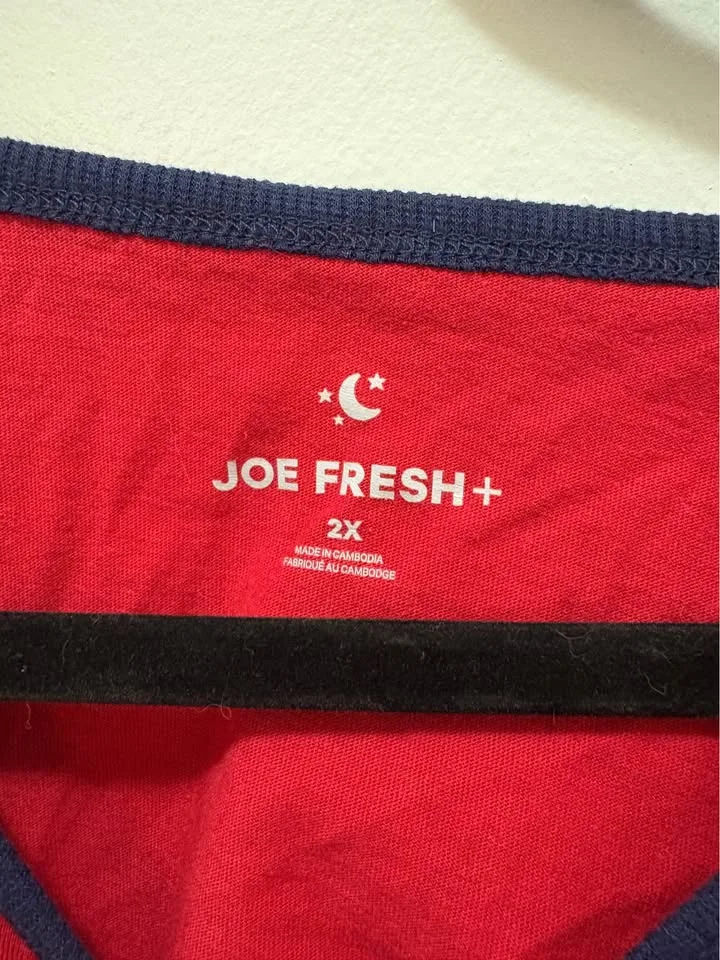 JOE FRESH+
2X
MADE IN CAMBODIA
FABRIQUÉ AU CAMBODGE